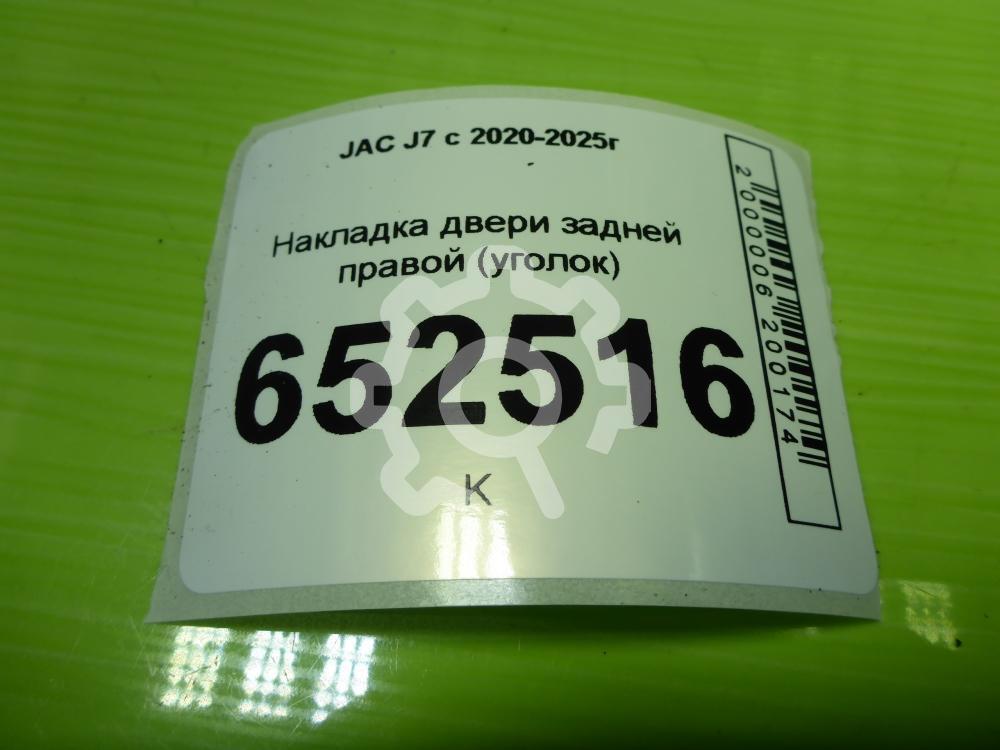 JAC J7 с 2020-2025г
Накладка двери задней
правой (уголок)
652516
К
2000006200174